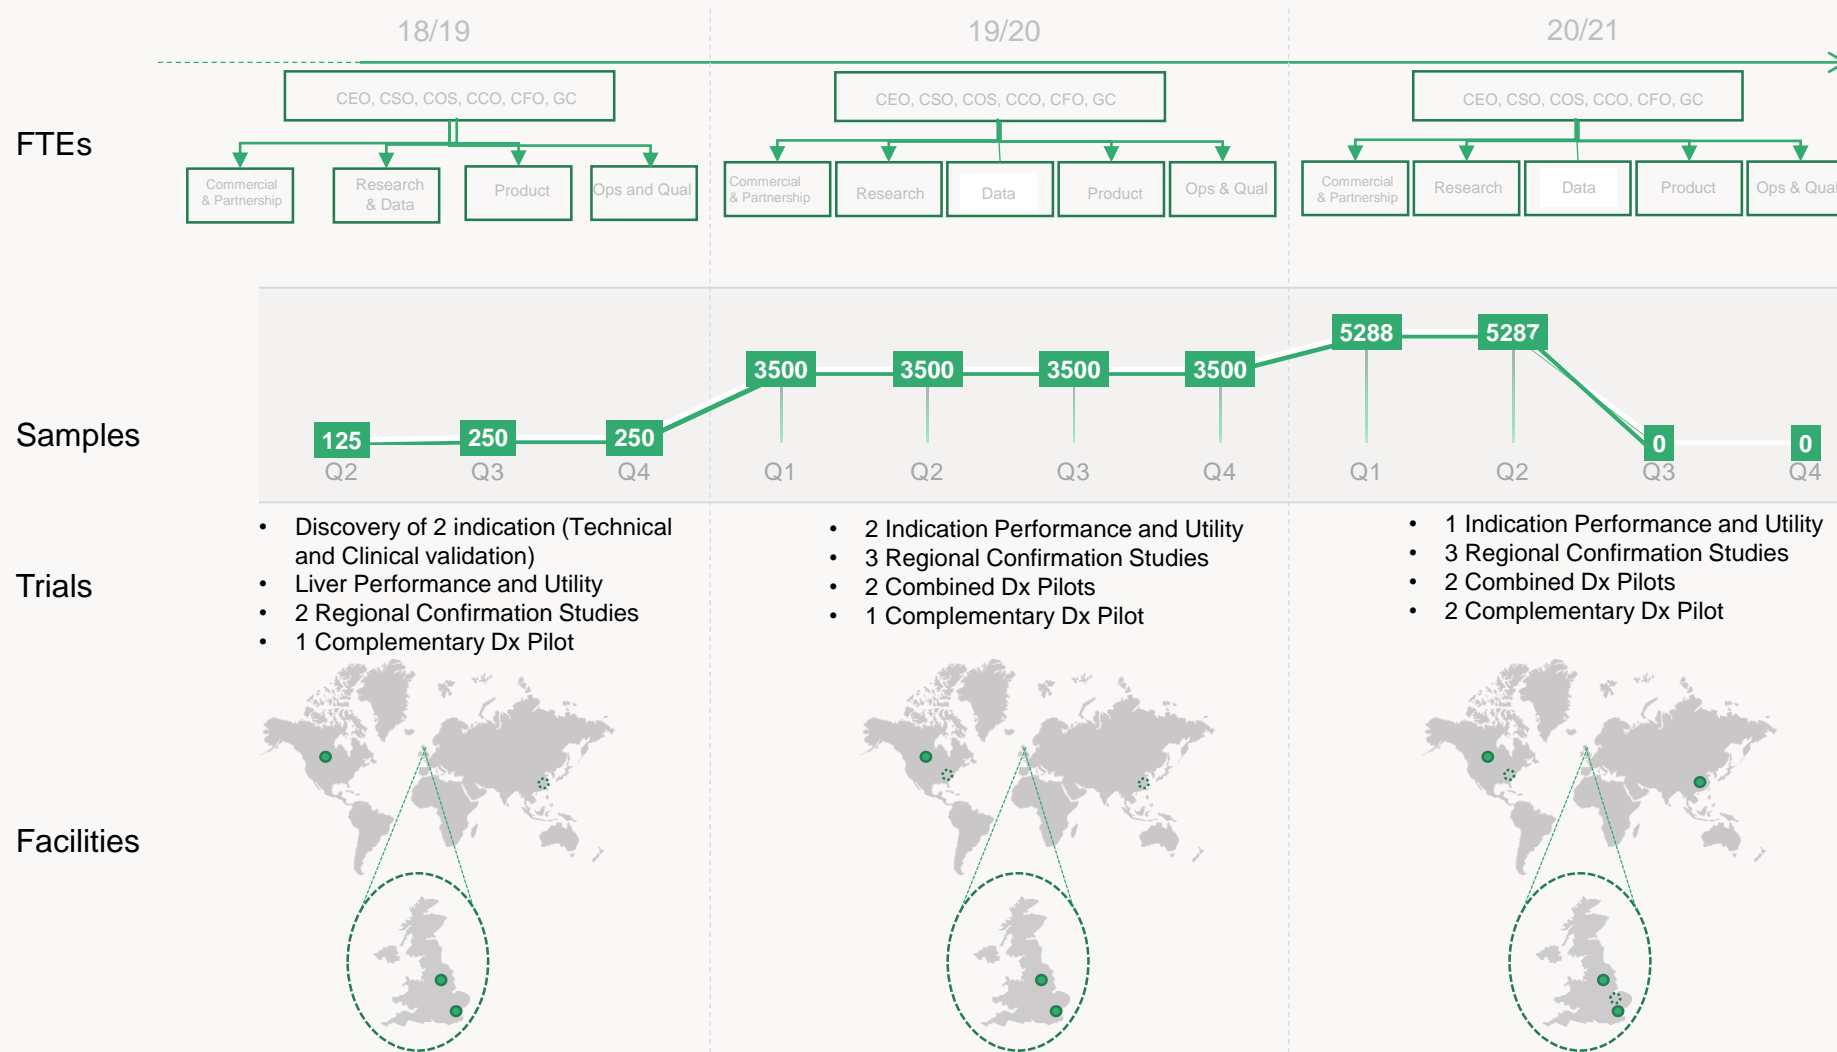 18/19
19/20
20/21
FTEs
CEO, CSO, COS, CCO, CFO, GC
Commercial
& Partnership
Research
& Data
Product
Ops and Qual
CEO, CSO, COS, CCO, CFO, GC
Commercial
& Partnership
Research
Data
Product
Ops & Qual
CEO, CSO, COS, CCO, CFO, GC
Commercial
& Partnership
Research
Data
Product
Ops & Qual
Samples
125
250
250
3500
3500
3500
3500
5288
5287
0
0
Q2
Q3
Q4
Q1
Q2
Q3
Q4
Q1
Q2
Q3
Q4
Trials
• Discovery of 2 indication (Technical
and Clinical validation)
• Liver Performance and Utility
• 2 Regional Confirmation Studies
• 1 Complementary Dx Pilot
• 2 Indication Performance and Utility
• 3 Regional Confirmation Studies
• 2 Combined Dx Pilots
• 1 Complementary Dx Pilot
• 1 Indication Performance and Utility
• 3 Regional Confirmation Studies
• 2 Combined Dx Pilots
• 2 Complementary Dx Pilot
Facilities